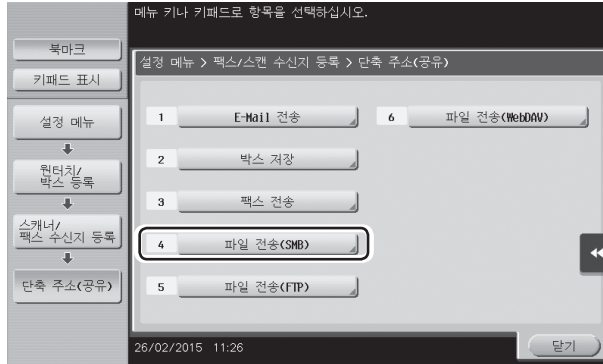 메뉴 키나 키패드로 항목을 선택하십시오.
북마크
키패드 표시
설정 메뉴
원터치/
박스 등록
스캐너/
팩스 수신지 등록
단축 주소(공유)
설정 메뉴 > 팩스/스캔 수신지 등록 > 단축 주소(공유)
1 E-Mail 전송
2 박스 저장
3 팩스 전송
4 파일 전송(SMB)
5 파일 전송(FTP)
6 파일 전송(WebDAV)
26/02/2015 11:26
닫기